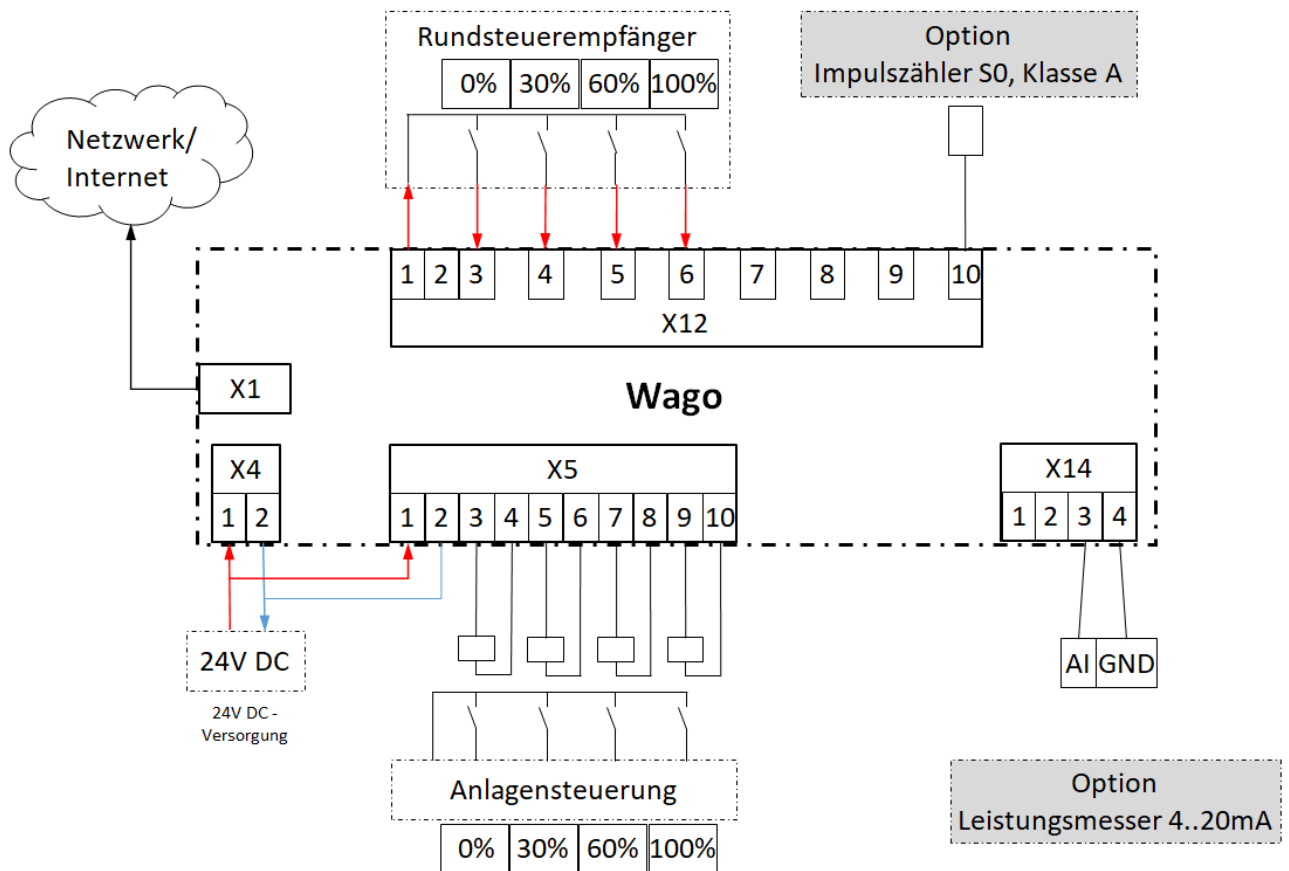 Rundsteuerempfänger
0% 30% 60% 100%
Option
Impulszähler S0, Klasse A
Netzwerk/
Internet
1 2 3 4 5 6 7 8 9 10
X12
X1
Wago
X4
1 2
X5
1 2 3 4 5 6 7 8 9 10
X14
1 2 3 4
24V DC
24V DC -
Versorgung
AI GND
Anlagensteuerung
0% 30% 60% 100%
Option
Leistungsmesser 4..20mA